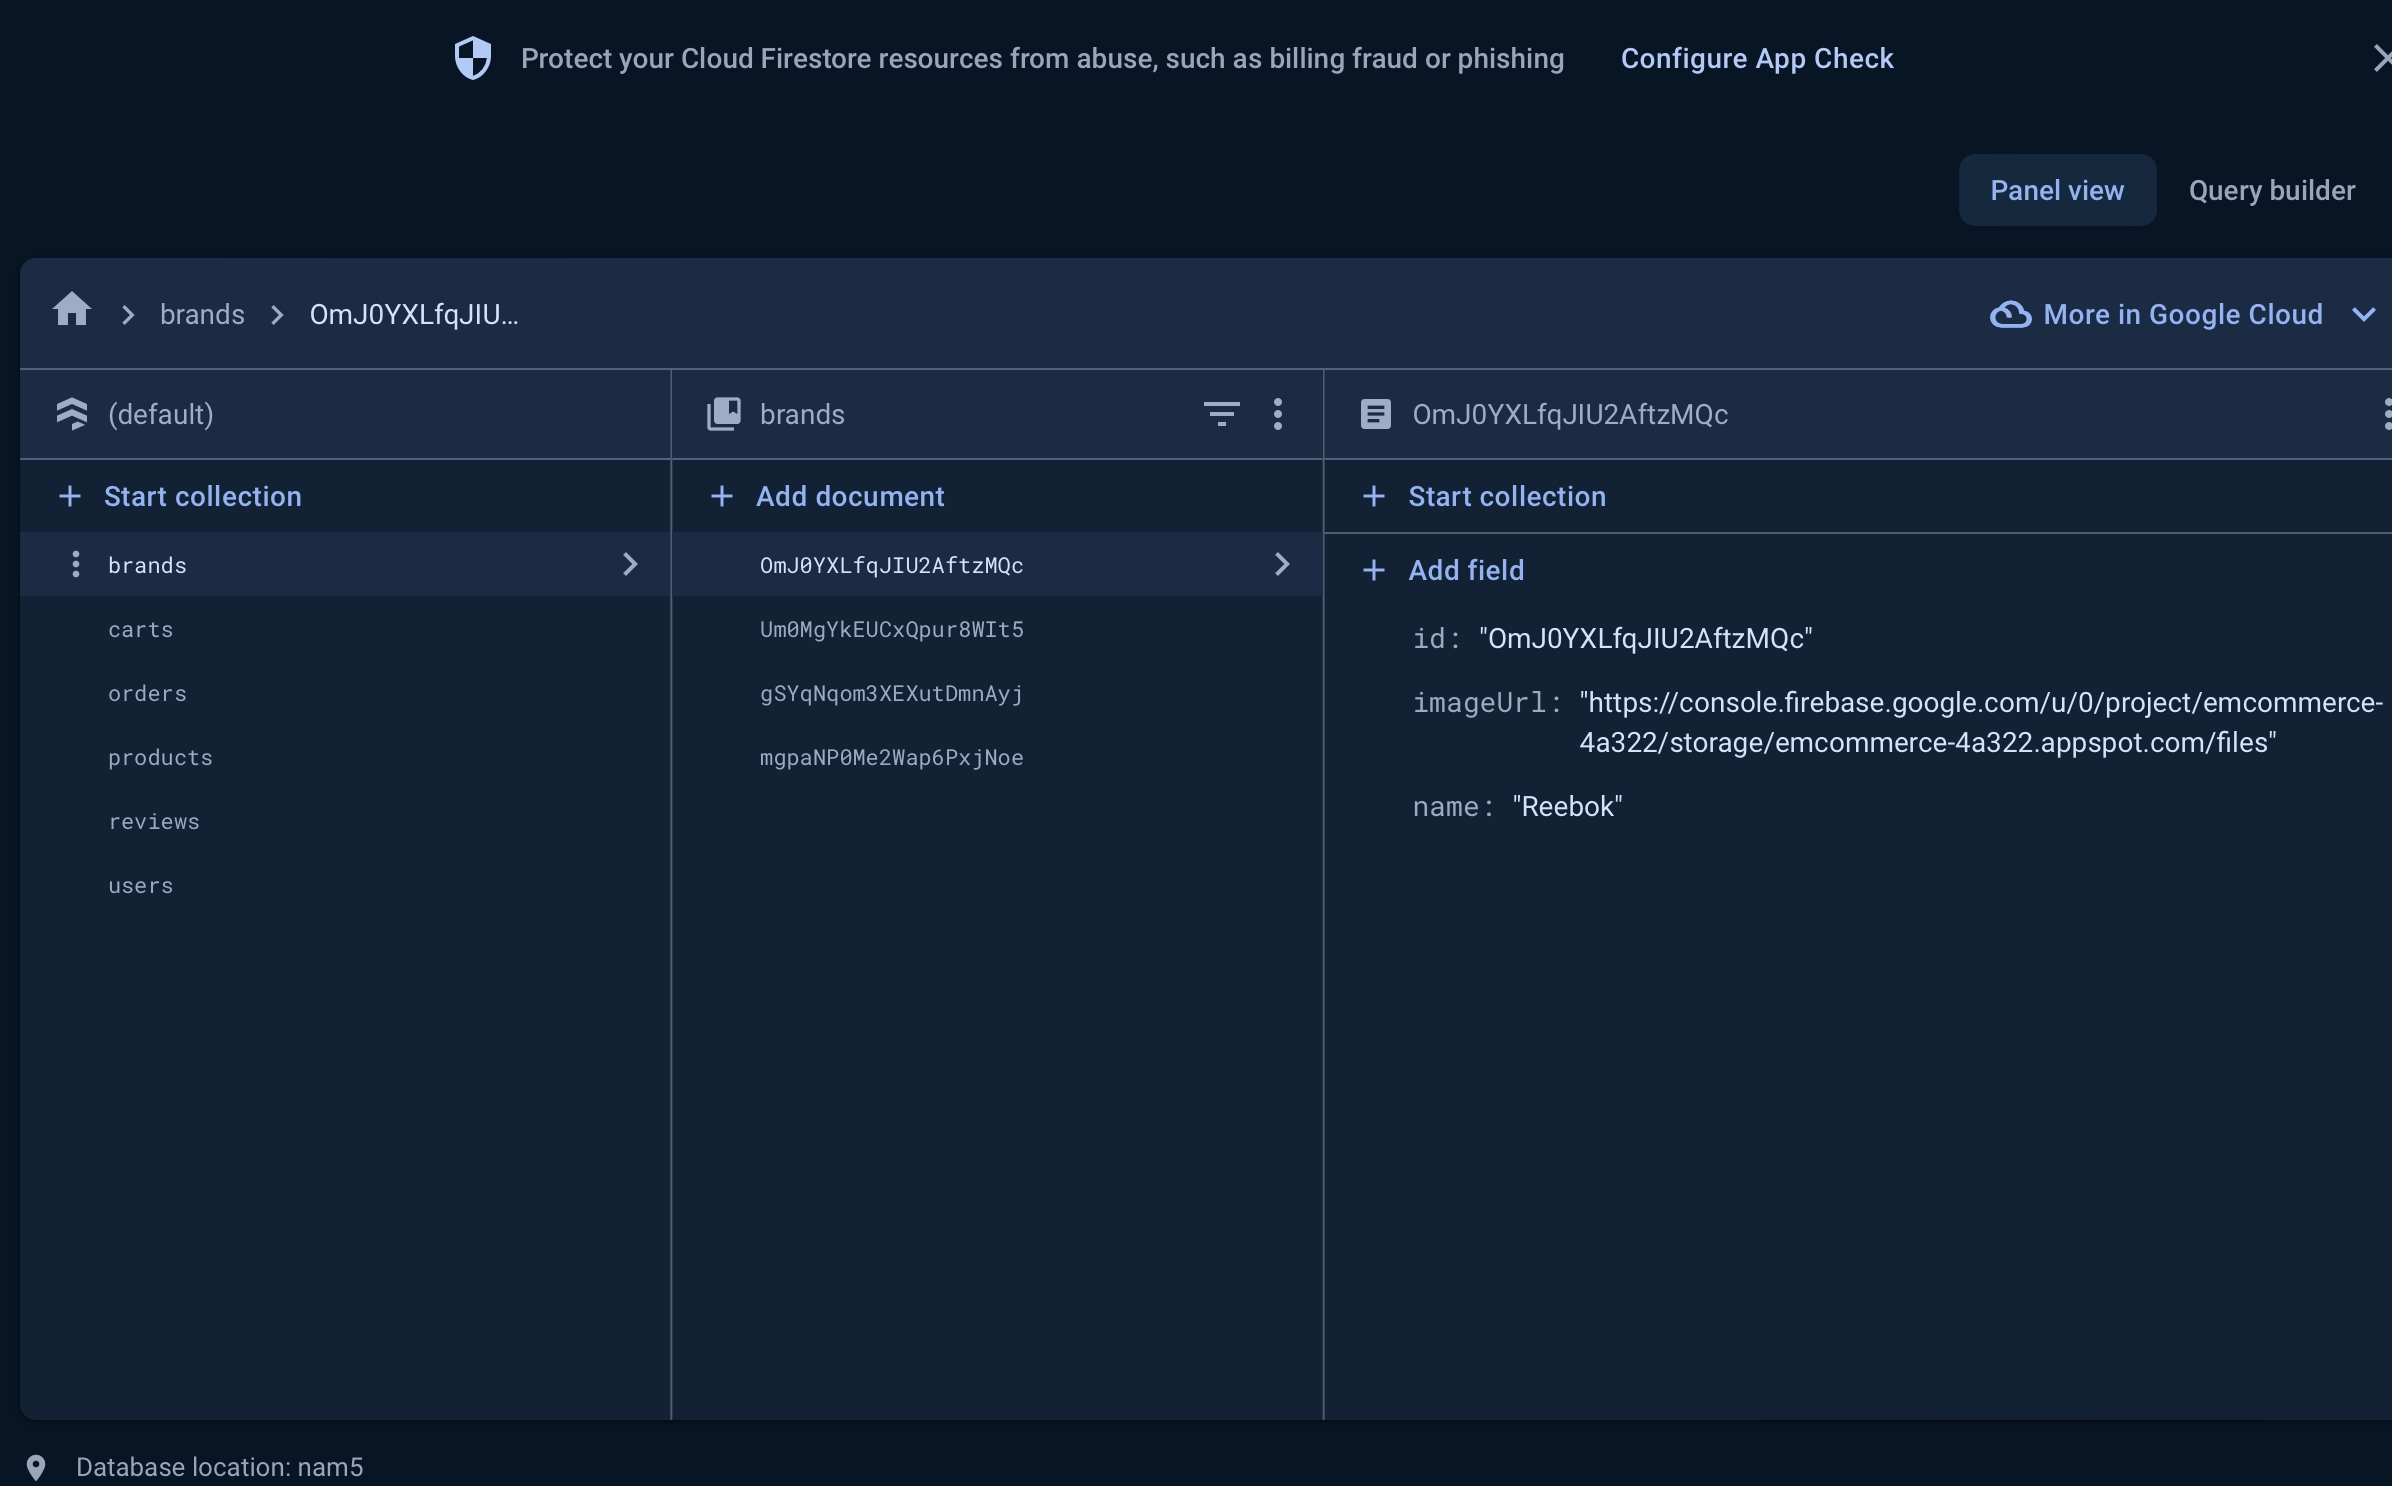 Protect your Cloud Firestore resources from abuse, such as billing fraud or phishing Configure App Check
Panel view Query builder
brands OmJ0YXLfqJIU... More in Google Cloud
(default)
Start collection
brands
carts
orders
products
reviews
users
brands
Add document
OmJ0YXLfqJIU2AftzMQc
Um0MgYkEUCxQpur8WIt5
gSYqNqom3XEXutDmnAyj
mgpaNP0Me2Wap6PxjNoe
OmJ0YXLfqJIU2AftzMQc
Start collection
Add field
id: "OmJ0YXLfqJIU2AftzMQc"
imageUrl: "https://console.firebase.google.com/u/0/project/emcommerce-
4a322/storage/emcommerce-4a322.appspot.com/files"
name: "Reebok"
Database location: nam5